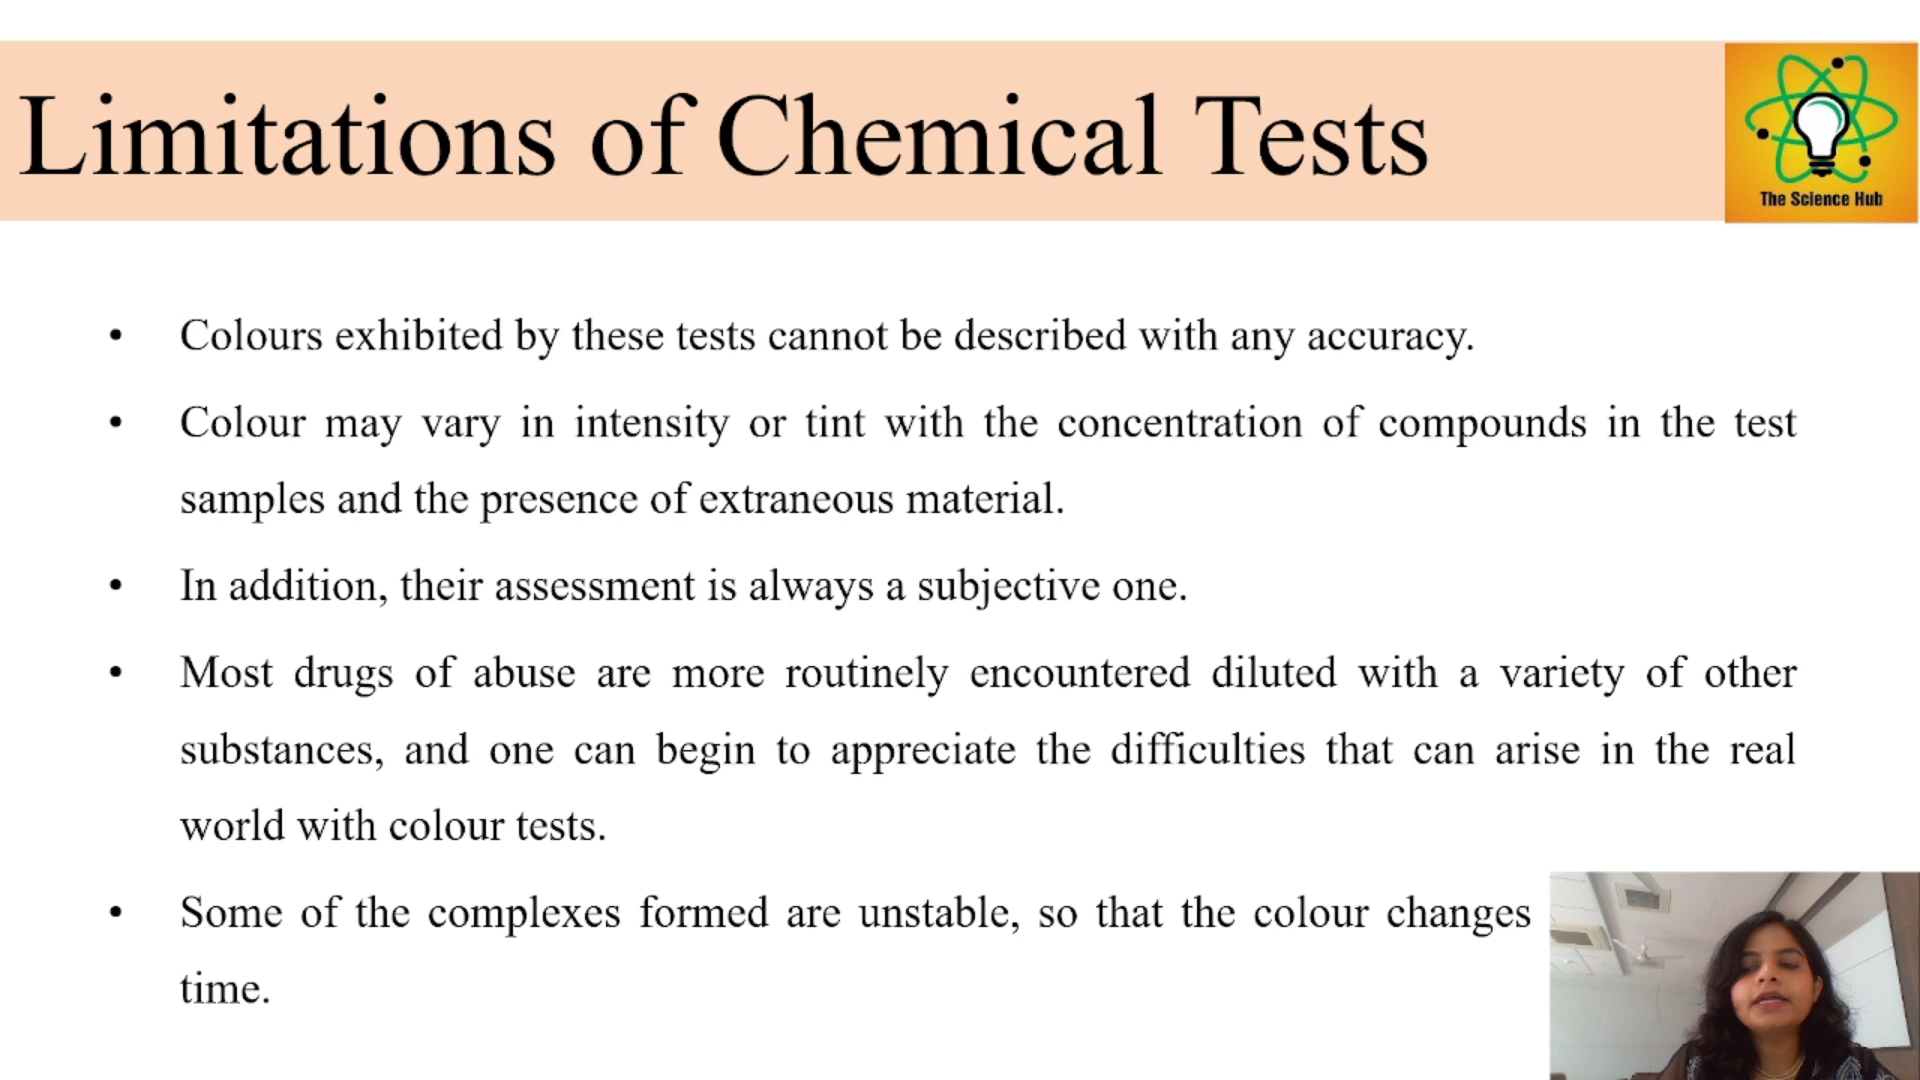 Limitations of Chemical Tests
The Science Hub
• Colours exhibited by these tests cannot be described with any accuracy.
• Colour may vary in intensity or tint with the concentration of compounds in the test
samples and the presence of extraneous material.
• In addition, their assessment is always a subjective one.
• Most drugs of abuse are more routinely encountered diluted with a variety of other
substances, and one can begin to appreciate the difficulties that can arise in the real
world with colour tests.
• Some of the complexes formed are unstable, so that the colour changes
time.